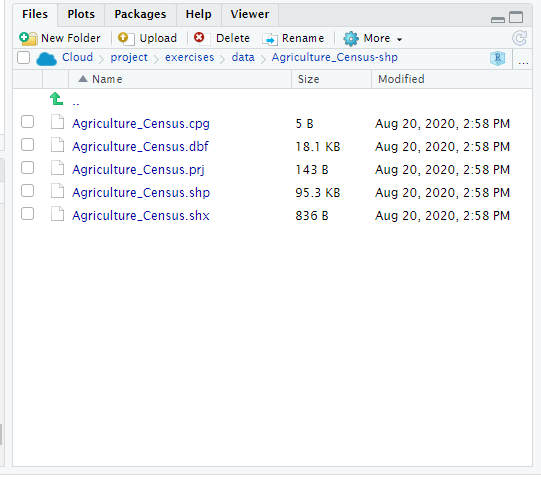 Files Plots Packages Help Viewer
New Folder Upload Delete Rename More
Cloud project exercises data Agriculture_Census-shp R ...
Name Size Modified
..
Agriculture_Census.cpg 5 B Aug 20, 2020, 2:58 PM
Agriculture_Census.dbf 18.1 KB Aug 20, 2020, 2:58 PM
Agriculture_Census.prj 143 B Aug 20, 2020, 2:58 PM
Agriculture_Census.shp 95.3 KB Aug 20, 2020, 2:58 PM
Agriculture_Census.shx 836 B Aug 20, 2020, 2:58 PM